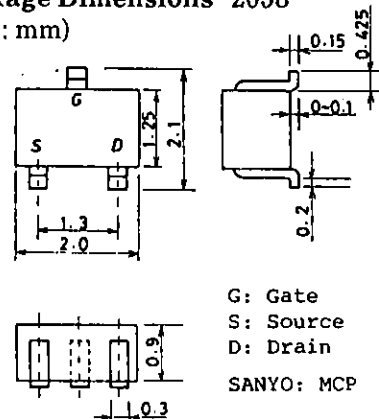 age Dimensions 2058
: mm)
G
S D
1.25
2.1
1.3
2.0
0.15
0.425
0~0.1
0.2
0.9
0.3
G: Gate
S: Source
D: Drain
SANYO: MCP